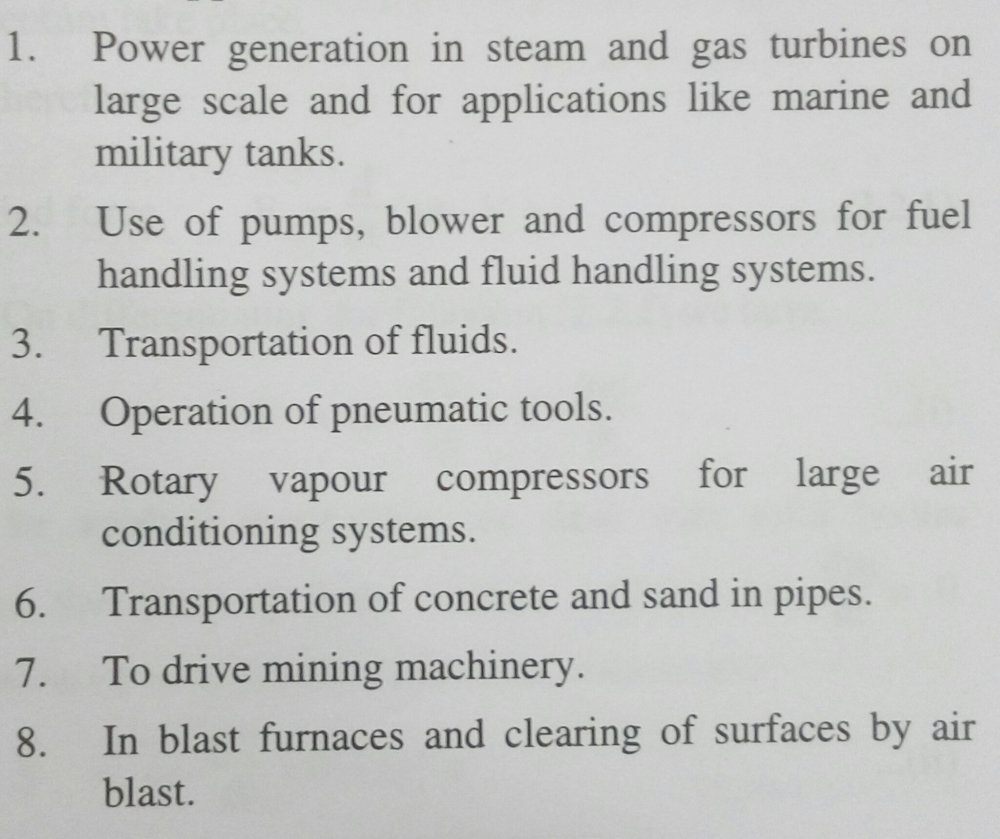 1. Power generation in steam and gas turbines on
large scale and for applications like marine and
military tanks.
2. Use of pumps, blower and compressors for fuel
handling systems and fluid handling systems.
3. Transportation of fluids.
4. Operation of pneumatic tools.
5. Rotary vapour compressors for large air
conditioning systems.
6. Transportation of concrete and sand in pipes.
7. To drive mining machinery.
8. In blast furnaces and clearing of surfaces by air
blast.